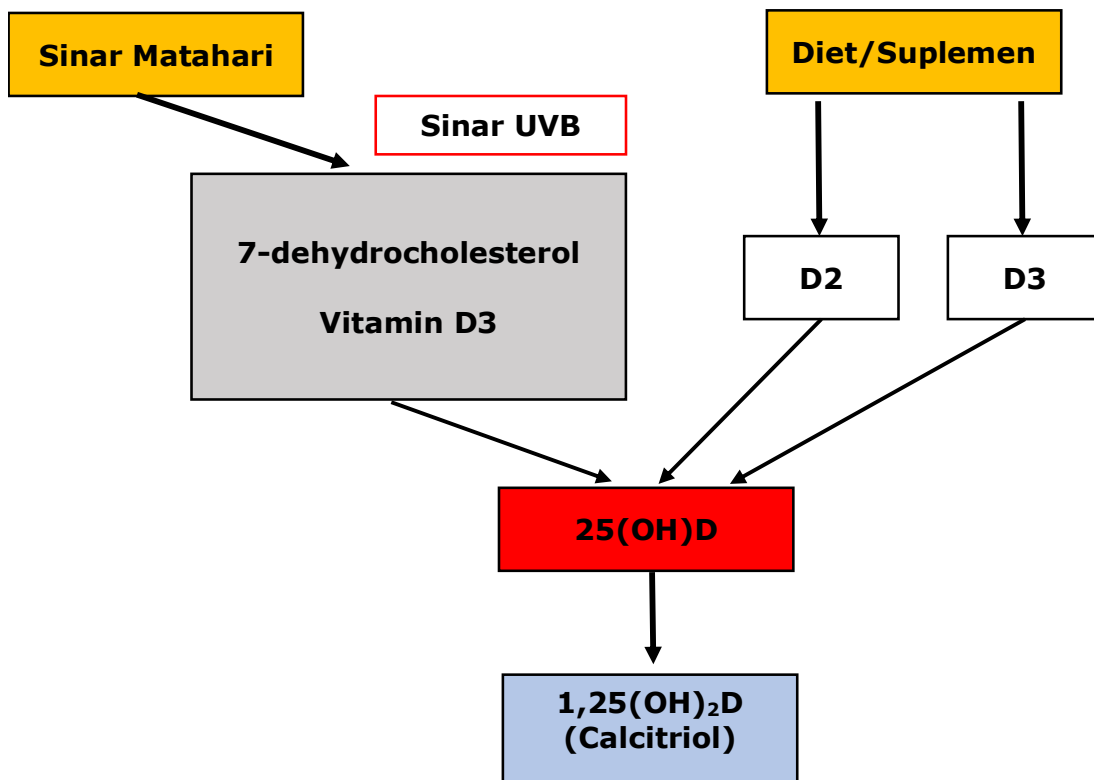 Sinar Matahari
Diet/Suplemen
Sinar UVB
7-dehydrocholesterol
Vitamin D3
D2
D3
25(OH)D
1,25(OH)₂D
(Calcitriol)